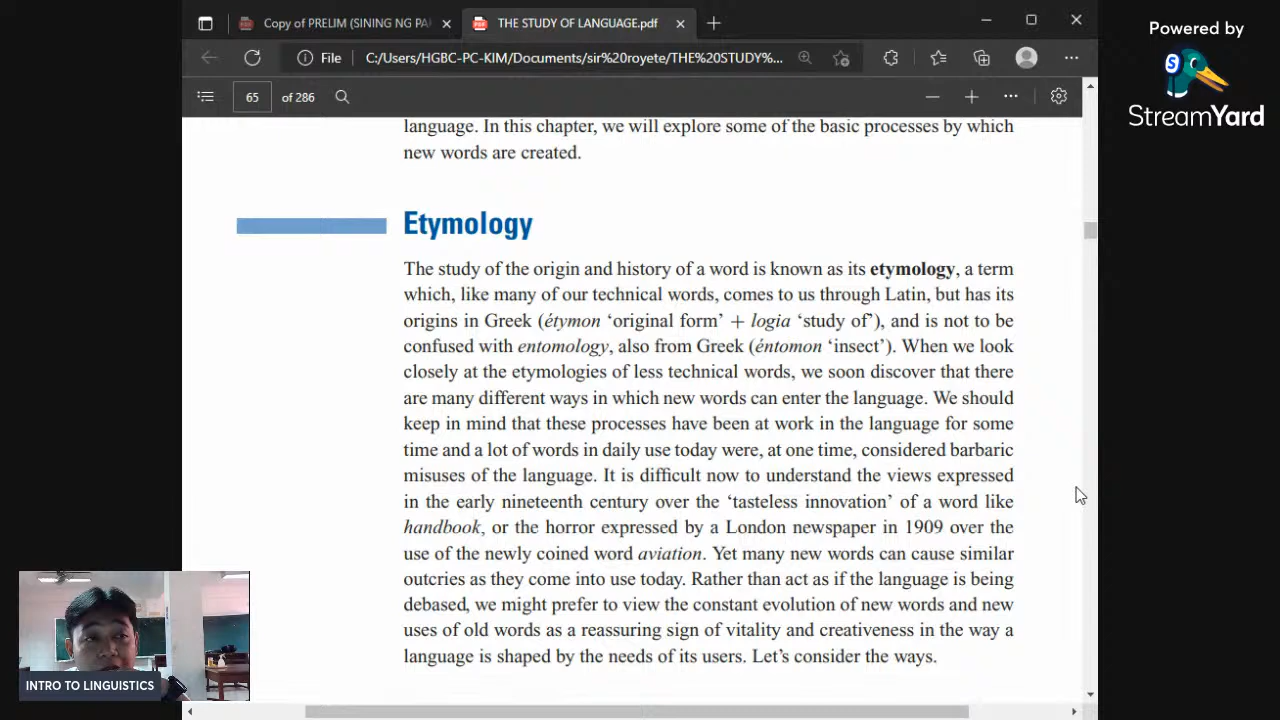 Copy of PRELIM (SINING NG PA
THE STUDY OF LANGUAGE.pdf
Powered by
StreamYard
File
C:/Users/HGBC-PC-KIM/Documents/sir%20royete/THE%20STUDY%...
65 of 286
language. In this chapter, we will explore some of the basic processes by which
new words are created.
Etymology
The study of the origin and history of a word is known as its etymology, a term
which, like many of our technical words, comes to us through Latin, but has its
origins in Greek (étymon ‘original form’ + logia ‘study of’), and is not to be
confused with entomology, also from Greek (éntomon ‘insect’). When we look
closely at the etymologies of less technical words, we soon discover that there
are many different ways in which new words can enter the language. We should
keep in mind that these processes have been at work in the language for some
time and a lot of words in daily use today were, at one time, considered barbaric
misuses of the language. It is difficult now to understand the views expressed
in the early nineteenth century over the ‘tasteless innovation’ of a word like
handbook, or the horror expressed by a London newspaper in 1909 over the
use of the newly coined word aviation. Yet many new words can cause similar
outcries as they come into use today. Rather than act as if the language is being
debased, we might prefer to view the constant evolution of new words and new
uses of old words as a reassuring sign of vitality and creativeness in the way a
language is shaped by the needs of its users. Let’s consider the ways.
INTRO TO LINGUISTICS